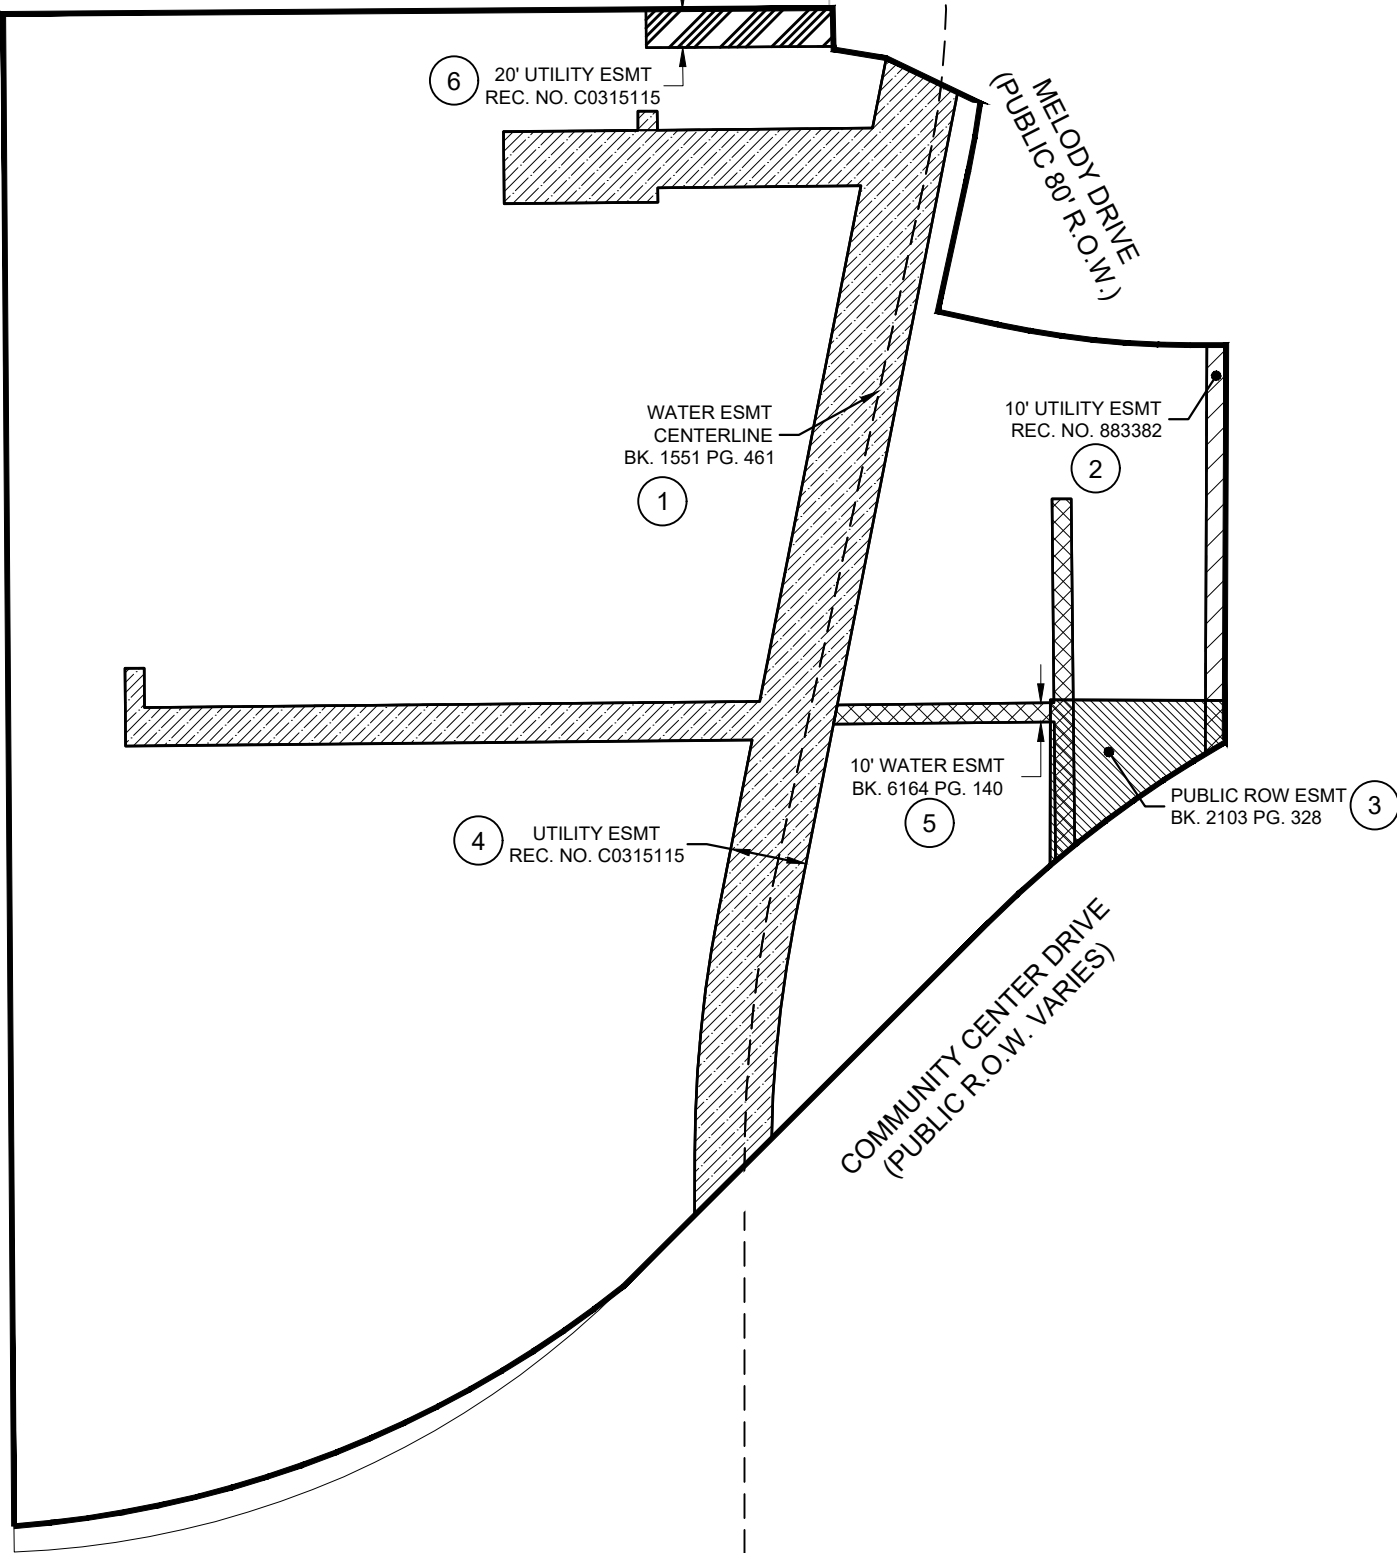 6
20' UTILITY ESMT
REC. NO. C0315115
MELODY DRIVE
(PUBLIC 80' R.O.W.)
WATER ESMT
CENTERLINE
BK. 1551 PG. 461
1
10' UTILITY ESMT
REC. NO. 883382
2
10' WATER ESMT
BK. 6164 PG. 140
5
PUBLIC ROW ESMT
BK. 2103 PG. 328
3
4
UTILITY ESMT
REC. NO. C0315115
COMMUNITY CENTER DRIVE
(PUBLIC R.O.W. VARIES)